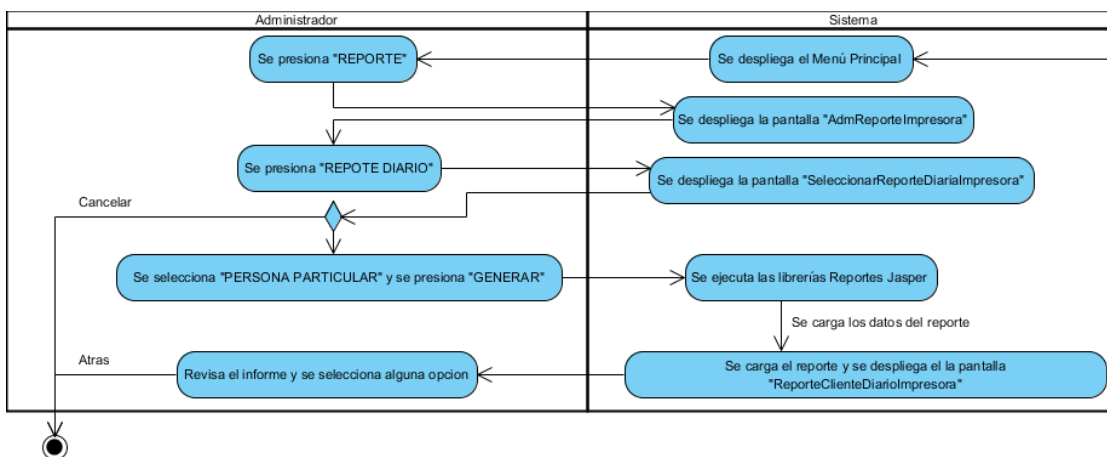 Administrador
Sistema
Se presiona "REPORTE"
Se despliega el Menú Principal
Se despliega la pantalla "AdmReporteImpresora"
Se presiona "REPOTE DIARIO"
Se despliega la pantalla "SeleccionarReporteDiariaImpresora"
Cancelar
Se selecciona "PERSONA PARTICULAR" y se presiona "GENERAR"
Se ejecuta las librerías Reportes Jasper
Se carga los datos del reporte
Atras
Revisa el informe y se selecciona alguna opcion
Se carga el reporte y se despliega el la pantalla
"ReporteClienteDiarioImpresora"